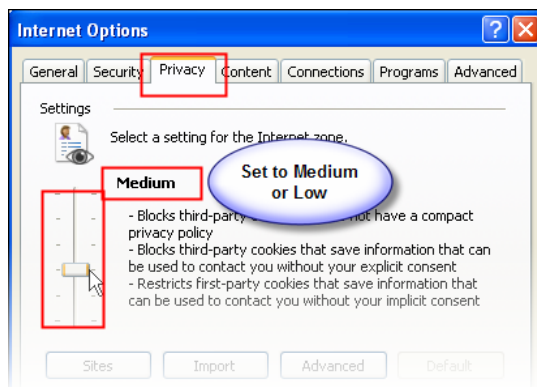 Internet Options
General Security Privacy Content Connections Programs Advanced
Settings
Select a setting for the Internet zone.
Medium
Set to Medium
or Low
- Blocks third-party have a compact
privacy policy
- Blocks third-party cookies that save information that can
be used to contact you without your explicit consent
- Restricts first-party cookies that save information that
can be used to contact you without your implicit consent
Sites Import Advanced Default